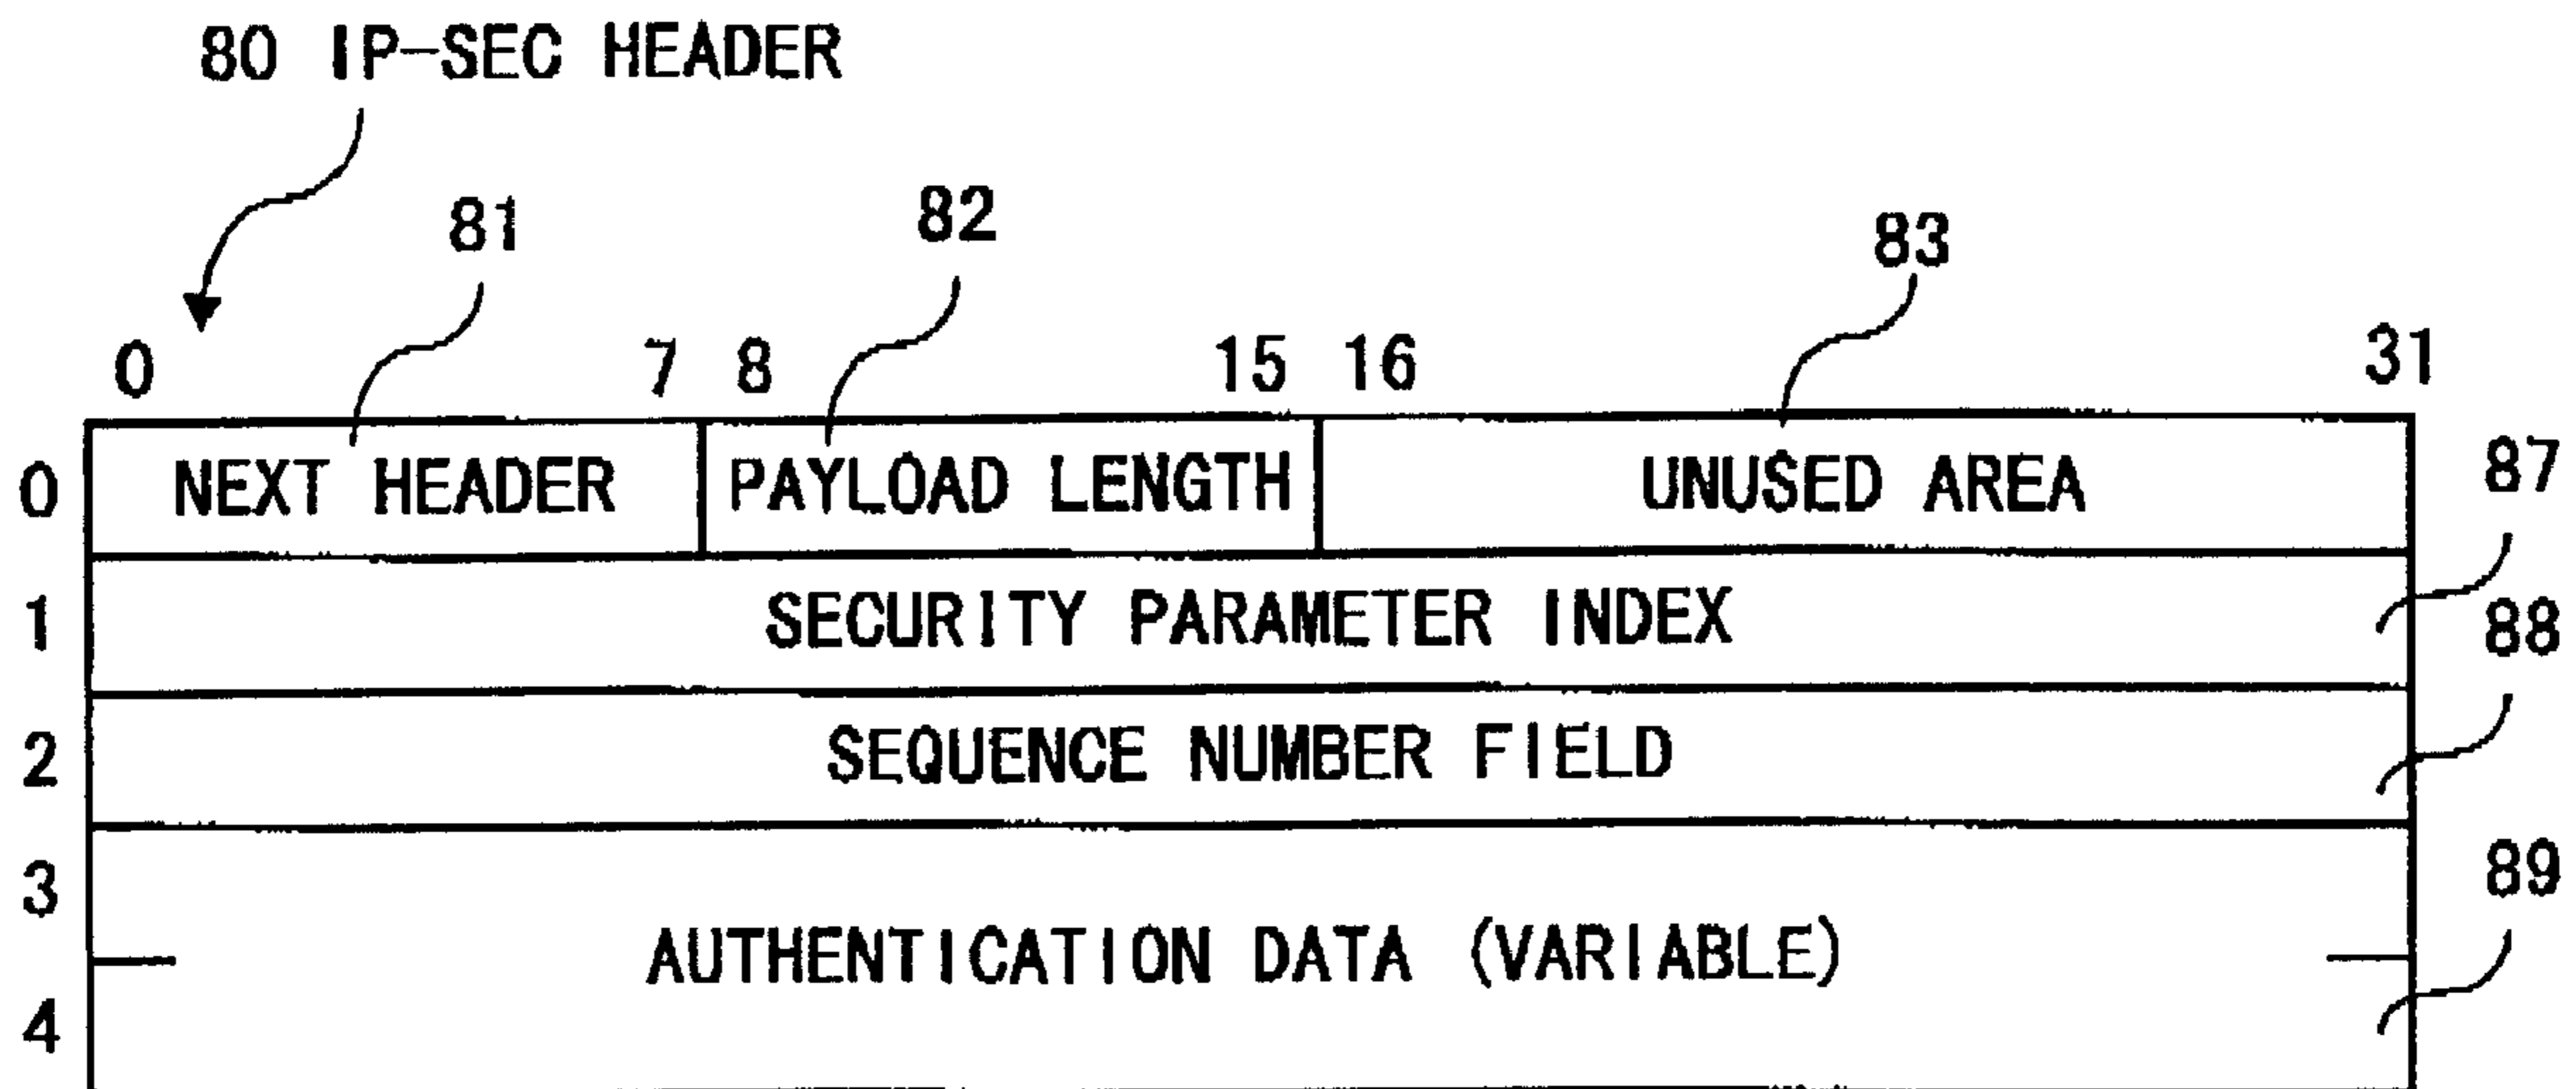 80 IP-SEC HEADER
81 82 83
0 7 8 15 16 31
0 NEXT HEADER PAYLOAD LENGTH UNUSED AREA 87
1 SECURITY PARAMETER INDEX 88
2 SEQUENCE NUMBER FIELD
3 89
AUTHENTICATION DATA (VARIABLE)
4